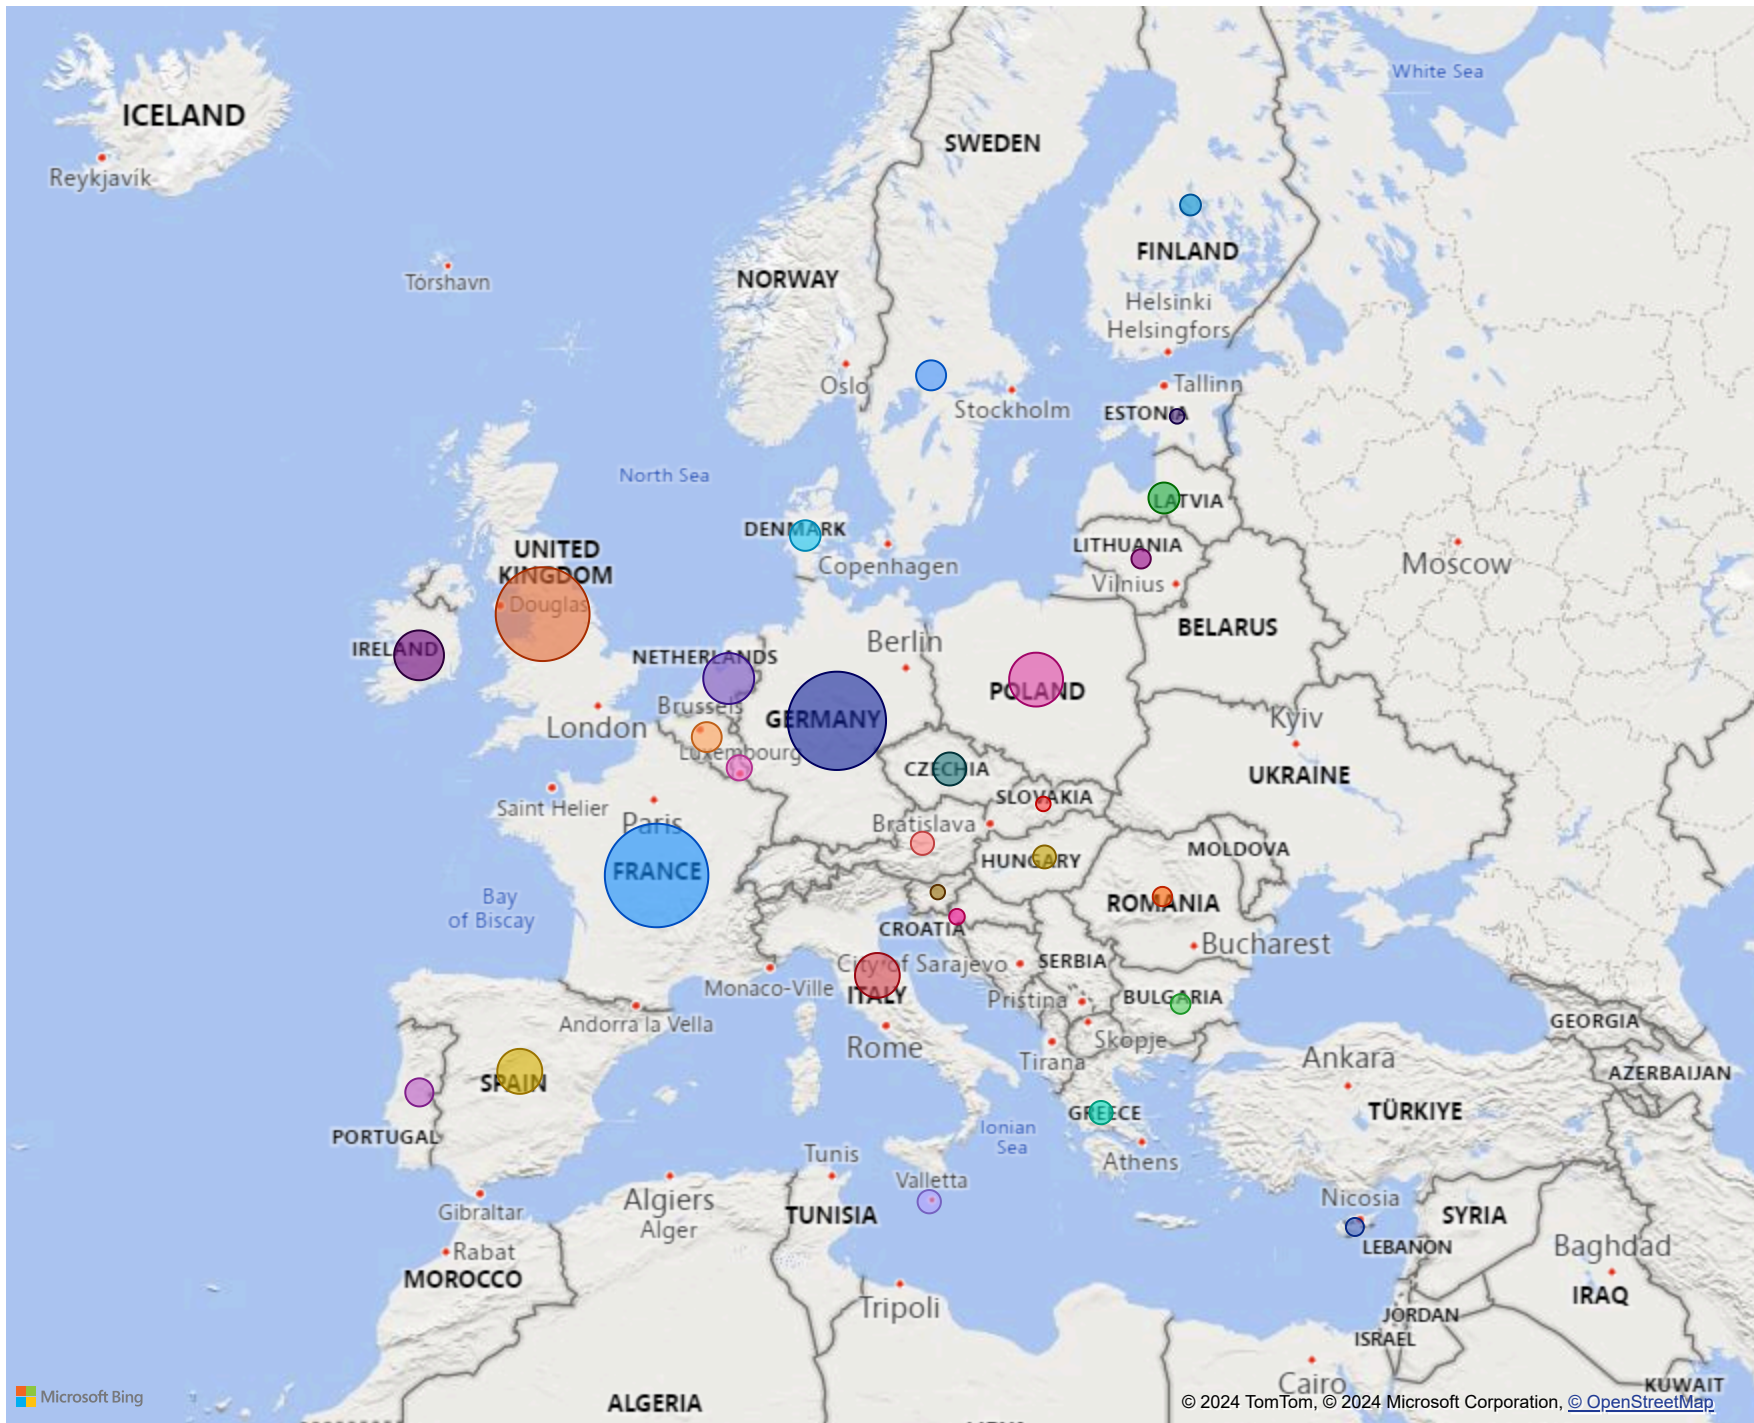 White Sea
ICELAND
SWEDEN
Reykjavík
FINLAND
NORWAY
Tórshavn
Helsinki
Helsingfors
Oslo
Tallinn
Stockholm
ESTONIA
North Sea
LATVIA
DENMARK
LITHUANIA
UNITED
KINGDOM
Copenhagen
Moscow
Vilnius
Douglas
BELARUS
Berlin
IRELAND
NETHERLANDS
POLAND
Brussels
GERMANY
Kyiv
London
Luxembourg
CZECHIA
UKRAINE
SLOVAKIA
Saint Helier
Paris
Bratislava
MOLDOVA
HUNGARY
FRANCE
Bay
of Biscay
ROMANIA
CROATIA
Bucharest
City of Sarajevo
SERBIA
Monaco-Ville
ITALY
Pristina
BULGARIA
Andorra la Vella
GEORGIA
Skopje
Rome
Tirana
Ankara
AZERBAIJAN
SPAIN
GREECE
TÜRKIYE
Ionian
Sea
PORTUGAL
Tunis
Athens
Valletta
Algiers
Alger
Nicosia
Gibraltar
TUNISIA
SYRIA
Rabat
LEBANON
Baghdad
MOROCCO
IRAQ
Tripoli
JORDAN
ISRAEL
Cairo
KUWAIT
Microsoft Bing
ALGERIA
© 2024 TomTom, © 2024 Microsoft Corporation, © OpenStreetMap